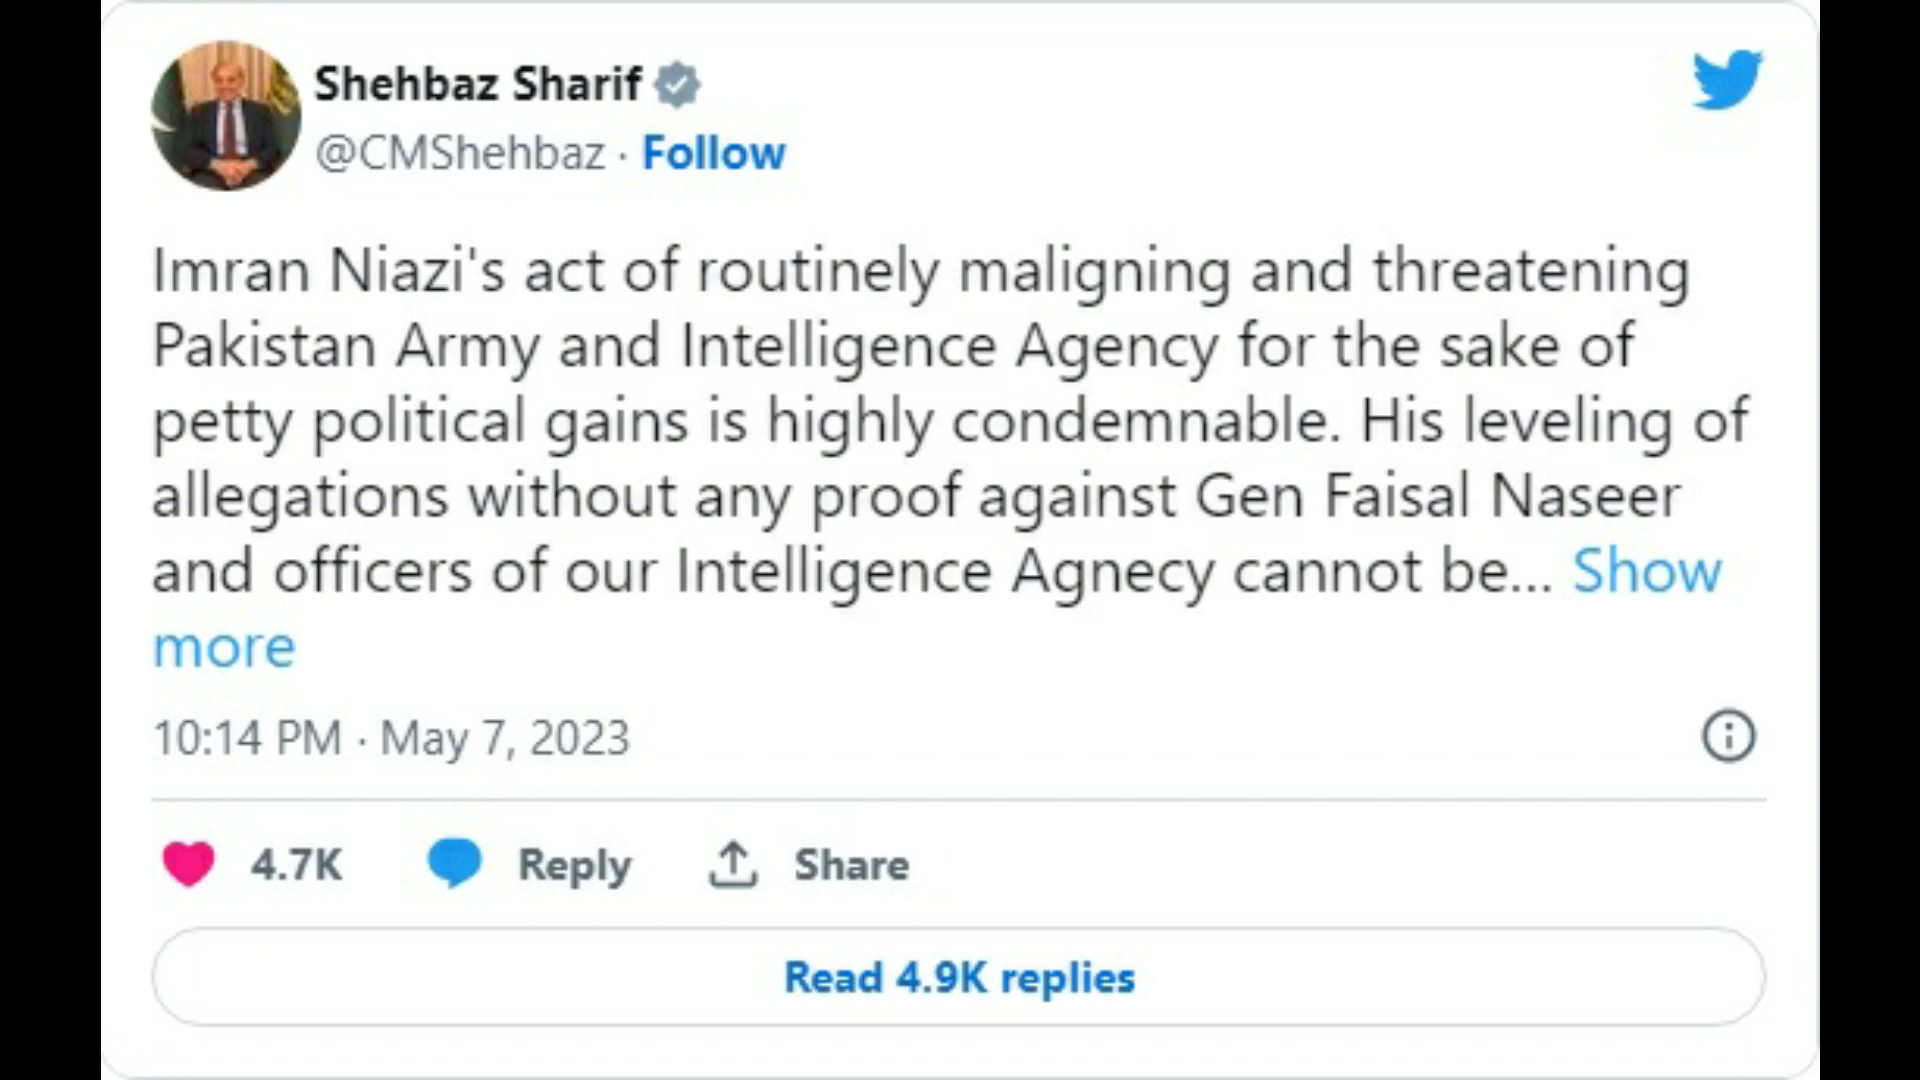 Shehbaz Sharif
@CMShehbaz · Follow
Imran Niazi's act of routinely maligning and threatening
Pakistan Army and Intelligence Agency for the sake of
petty political gains is highly condemnable. His leveling of
allegations without any proof against Gen Faisal Naseer
and officers of our Intelligence Agnecy cannot be... Show
more
10:14 PM · May 7, 2023
4.7K Reply Share
Read 4.9K replies